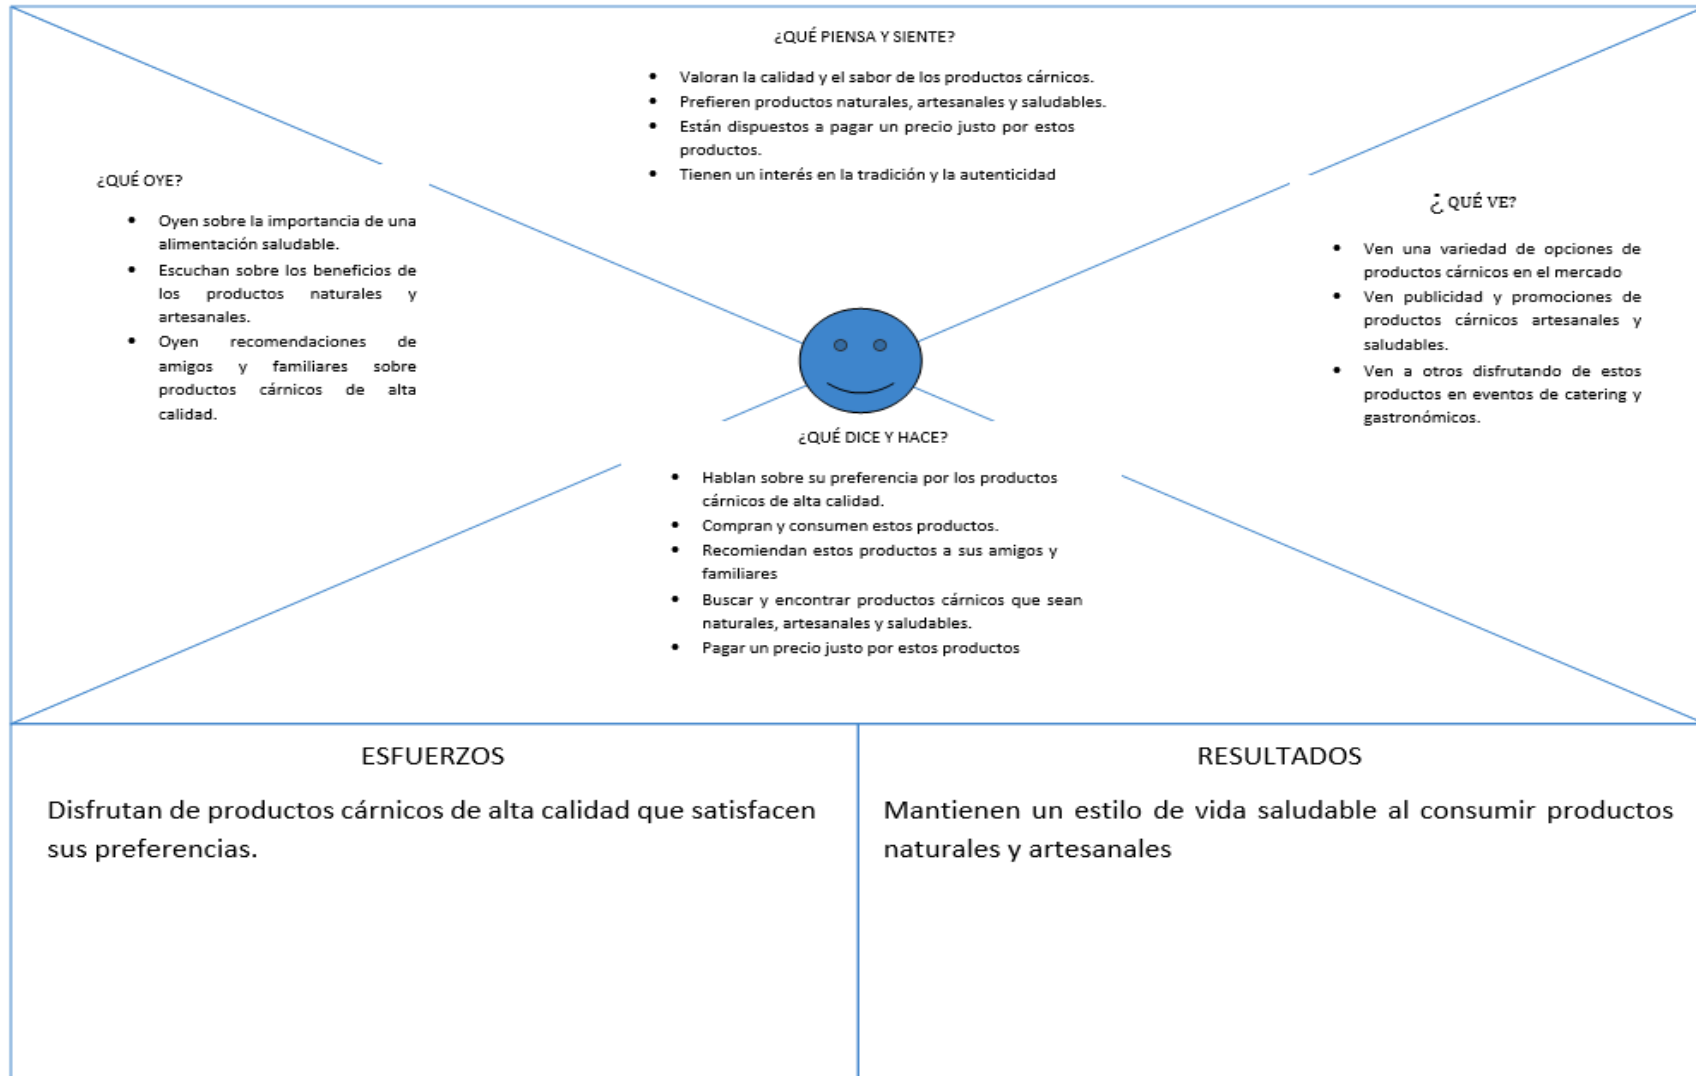 ¿QUÉ PIENSA Y SIENTE?
• Valoran la calidad y el sabor de los productos cárnicos.
• Prefieren productos naturales, artesanales y saludables.
• Están dispuestos a pagar un precio justo por estos
productos.
• Tienen un interés en la tradición y la autenticidad
¿QUÉ OYE?
• Oyen sobre la importancia de una
alimentación saludable.
• Escuchan sobre los beneficios de
los productos naturales y
artesanales.
• Oyen recomendaciones de
amigos y familiares sobre
productos cárnicos de alta
calidad.
¿ QUÉ VE?
• Ven una variedad de opciones de
productos cárnicos en el mercado
• Ven publicidad y promociones de
productos cárnicos artesanales y
saludables.
• Ven a otros disfrutando de estos
productos en eventos de catering y
gastronómicos.
¿QUÉ DICE Y HACE?
• Hablan sobre su preferencia por los productos
cárnicos de alta calidad.
• Compran y consumen estos productos.
• Recomiendan estos productos a sus amigos y
familiares
• Buscar y encontrar productos cárnicos que sean
naturales, artesanales y saludables.
• Pagar un precio justo por estos productos
ESFUERZOS
Disfrutan de productos cárnicos de alta calidad que satisfacen
sus preferencias.
RESULTADOS
Mantienen un estilo de vida saludable al consumir productos
naturales y artesanales